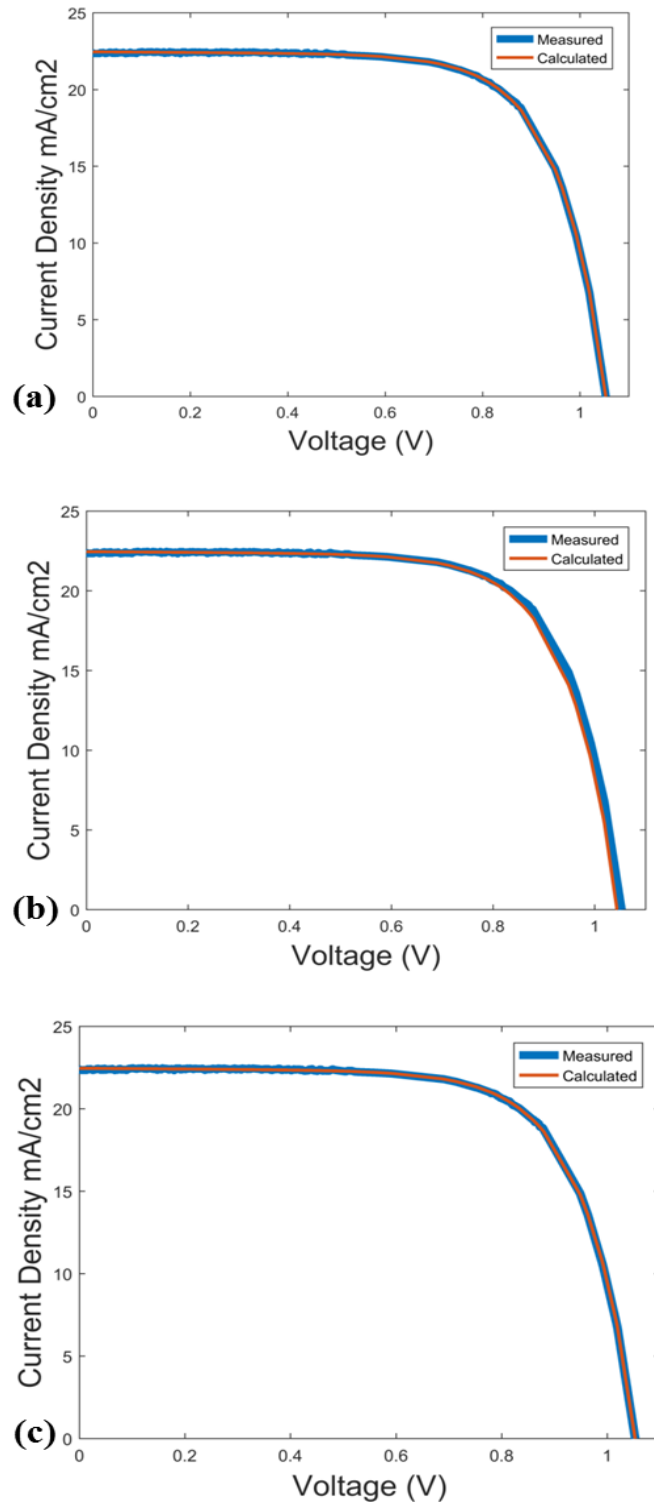 25
20
15
10
5
0
Current Density mA/cm2
Measured
Calculated
0 0.2 0.4 0.6 0.8 1
Voltage (V)
(a)
25
20
15
10
5
0
Current Density mA/cm2
Measured
Calculated
0 0.2 0.4 0.6 0.8 1
Voltage (V)
(b)
25
20
15
10
5
0
Current Density mA/cm2
Measured
Calculated
0 0.2 0.4 0.6 0.8 1
Voltage (V)
(c)